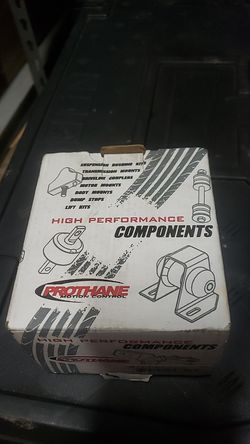 SUSPENSION BUSHING KITS
TRANSMISSION MOUNTS
DRIVELINE COUPLERS
MOTOR MOUNTS
BODY MOUNTS
BUMP STOPS
LIFT KITS
HIGH PERFORMANCE
COMPONENTS
PROTHANE
MOTION CONTROL
HIGH PERFORMANCE
COMPONENTS